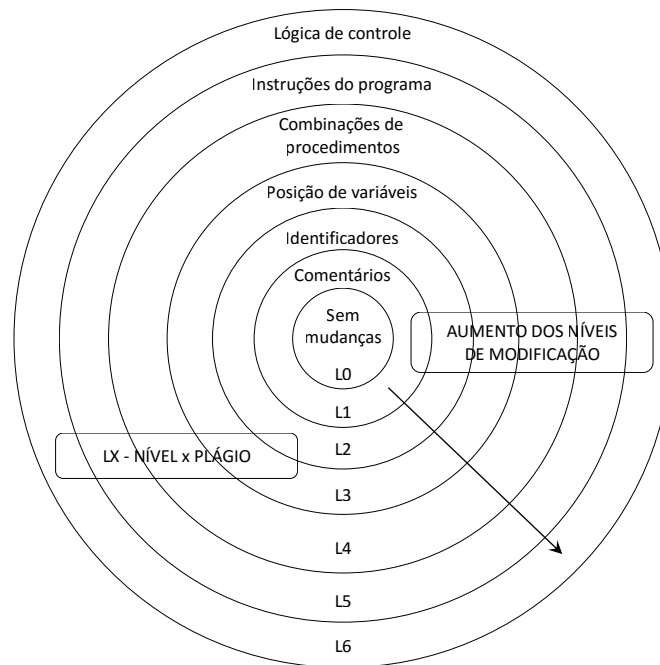 Lógica de controle
Instruções do programa
Combinações de
procedimentos
Posição de variáveis
Identificadores
Comentários
Sem
mudanças
AUMENTO DOS NÍVEIS
DE MODIFICAÇÃO
L0
L1
L2
LX - NÍVEL x PLÁGIO
L3
L4
L5
L6